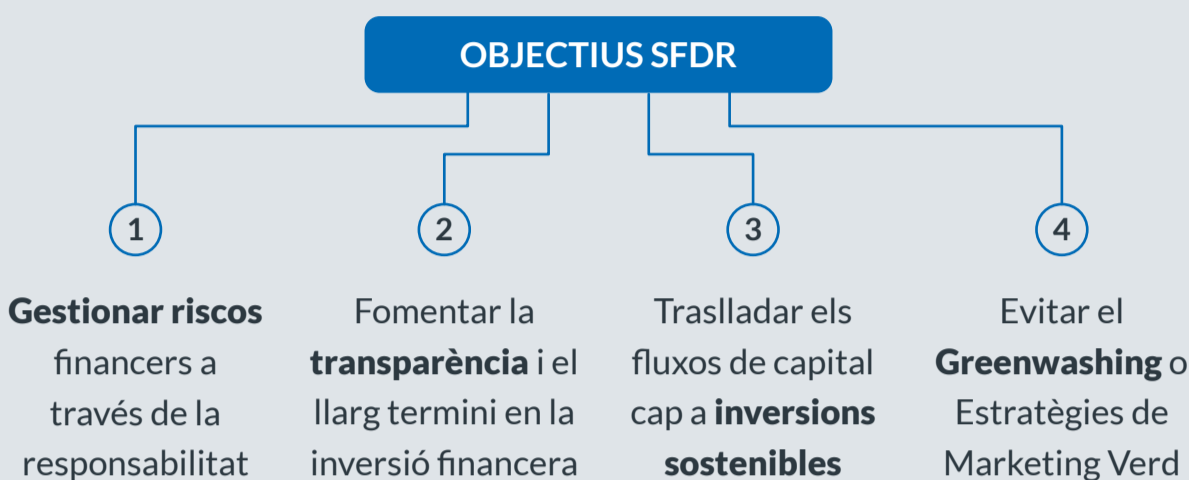 OBJECTIUS SFDR
1
2
3
4
Gestionar riscos
financers a
través de la
responsabilitat
Fomentar la
transparència i el
llarg termini en la
inversió financera
Traslladar els
fluxos de capital
cap a inversions
sostenibles
Evitar el
Greenwashing o
Estratègies de
Marketing Verd